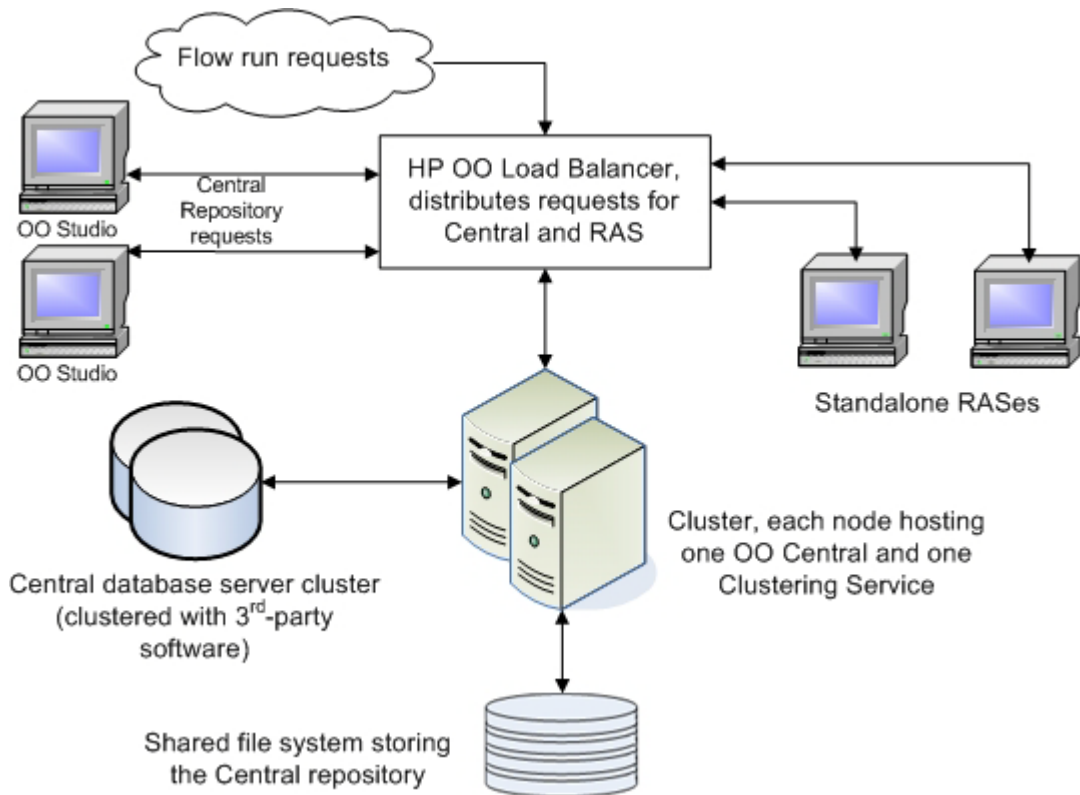 Flow run requests
HP OO Load Balancer,
distributes requests for
Central and RAS
Central
Repository
requests
OO Studio
OO Studio
Standalone RASes
Cluster, each node hosting
one OO Central and one
Clustering Service
Central database server cluster
(clustered with 3rd-party
software)
Shared file system storing
the Central repository